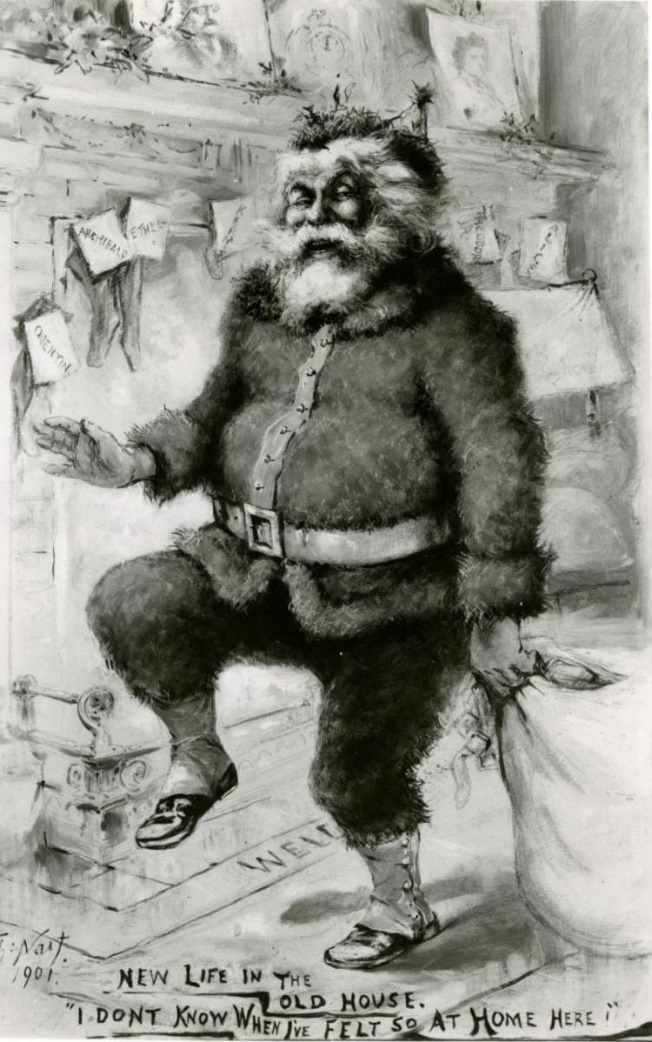 ARCHIBALD
ETHEL
QUENTIN
WELC
Th: Nast.
1901.
NEW LIFE IN THE
OLD HOUSE.
"I DONT KNOW WHEN I'VE FELT SO AT HOME HERE!"